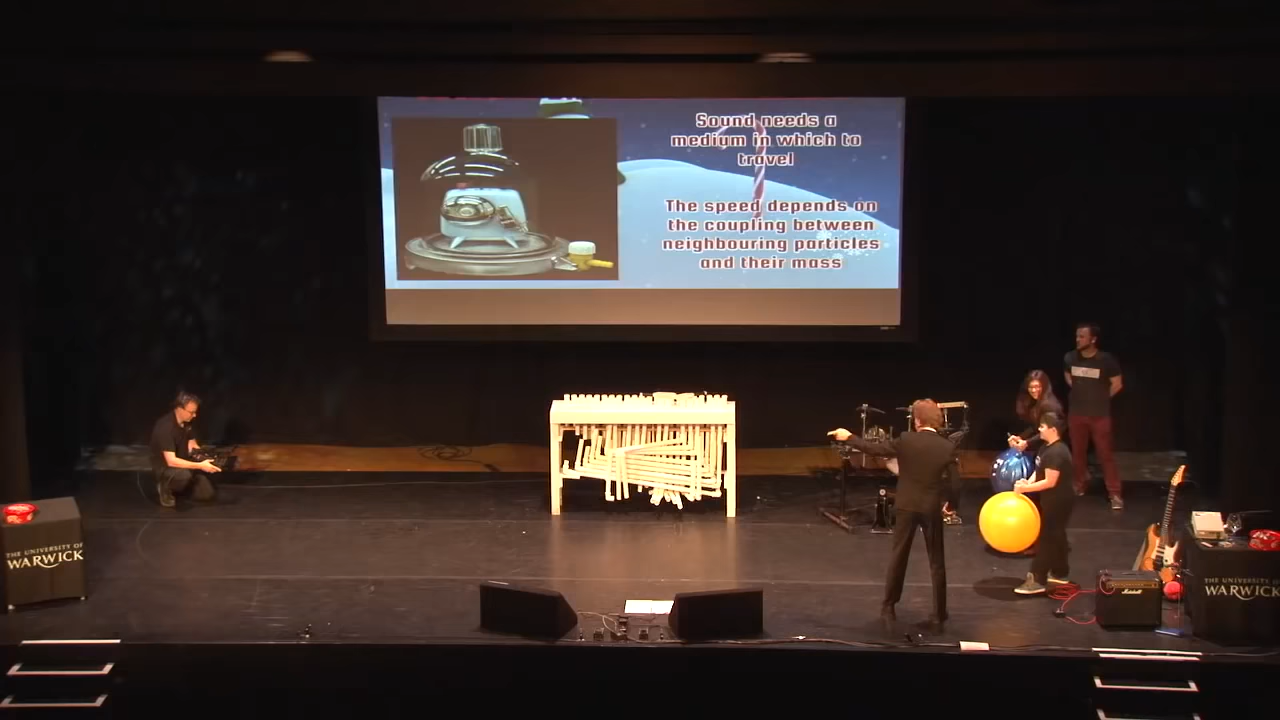 Sound needs a
medium in which to
travel
The speed depends on
the coupling between
neighbouring particles
and their mass
THE UNIVERSITY OF
WARWICK
THE UNIVERSITY OF
WARWICK
Marshall